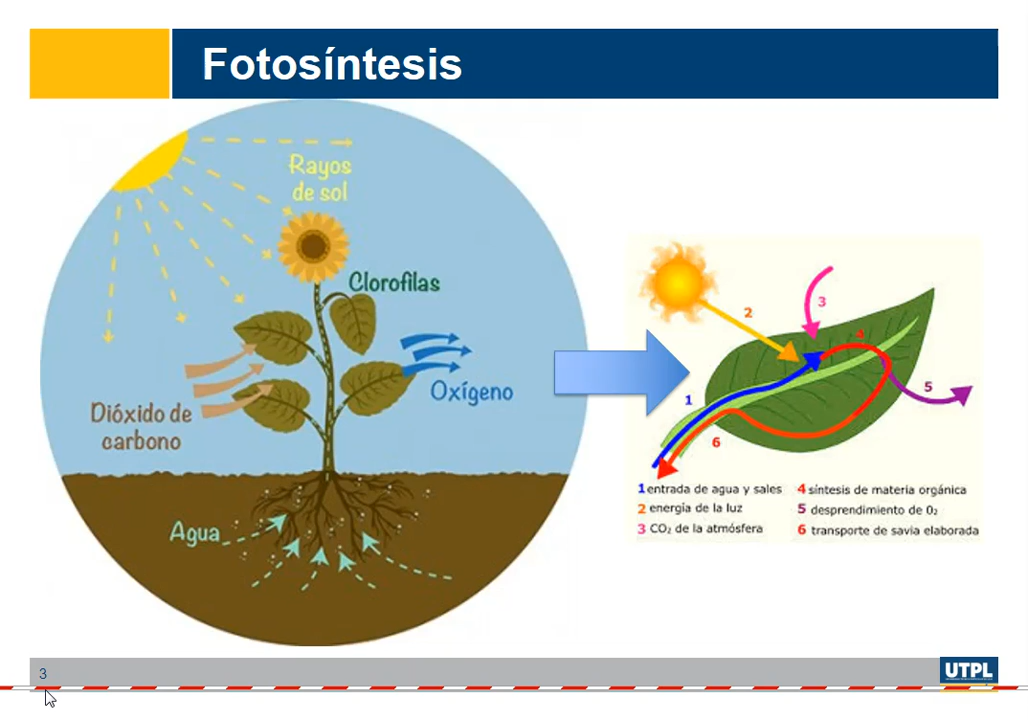 Fotosíntesis
Rayos
de sol
Clorofilas
Oxígeno
Dióxido de
carbono
Agua
2
3
4
1
5
6
1 entrada de agua y sales
2 energía de la luz
3 CO₂ de la atmósfera
4 síntesis de materia orgánica
5 desprendimiento de 0₂
6 transporte de savia elaborada
3
UTPL